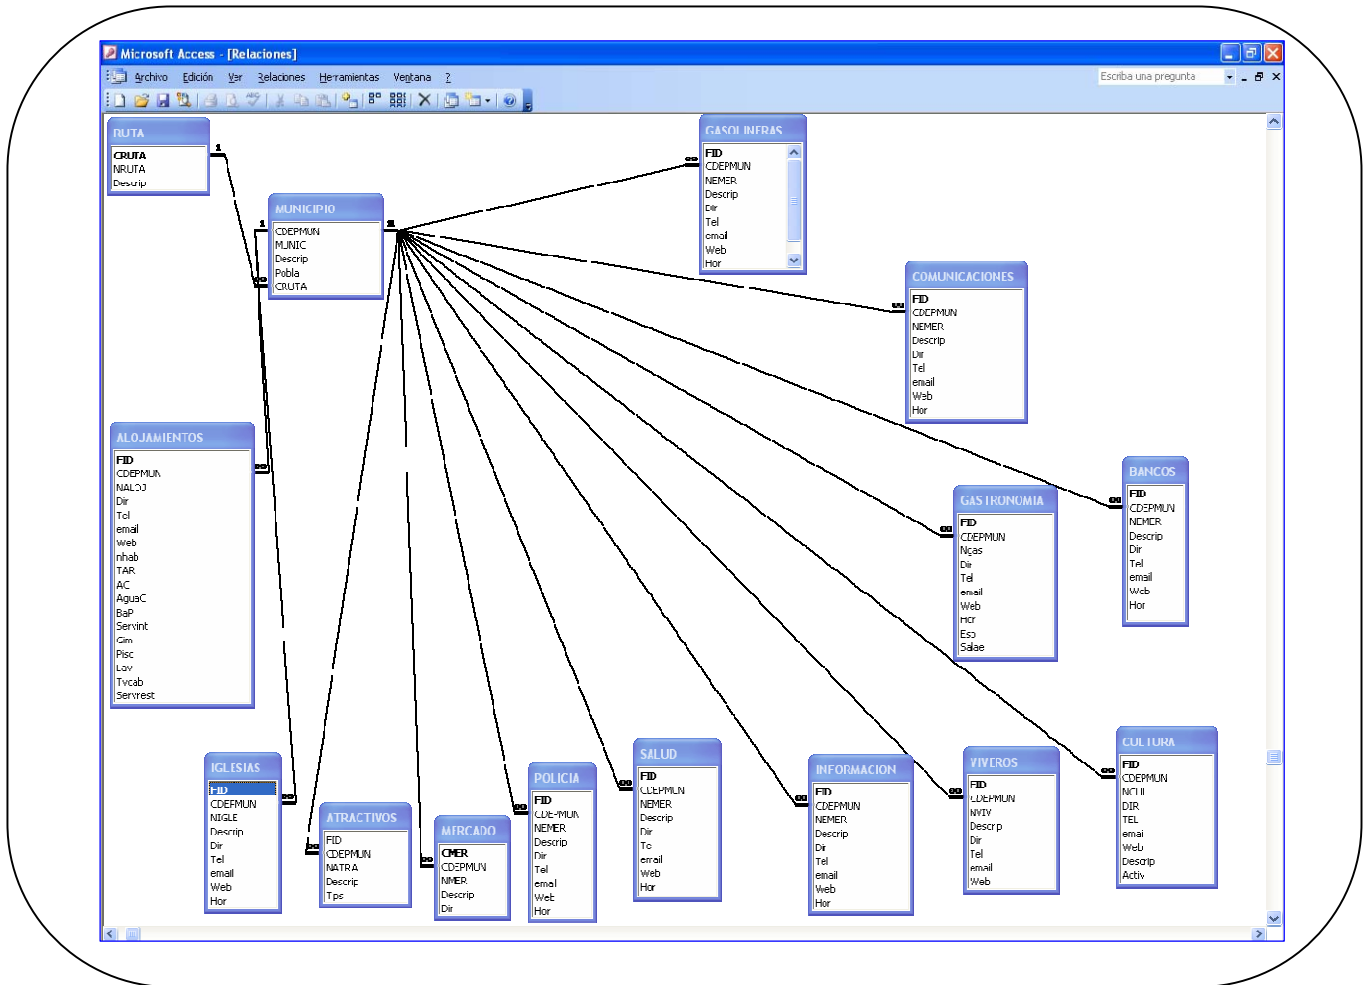 Microsoft Access - [Relaciones]
Archivo Edición Ver Relaciones Herramientas Ventana ?
Escriba una pregunta
RUTA
CRUTA
NRUTA
Descrip
MUNICIPIO
CDEPMUN
MUNIC
Descrip
Pobla
CRUTA
GASOLINERAS
FID
CDEPMUN
NEMER
Descrip
Dir
Tel
email
Web
Hor
COMUNICACIONES
FID
CDEPMUN
NEMER
Descrip
Dir
Tel
email
Web
Hor
ALOJAMIENTOS
FID
CDEPMUN
NALOJ
Dir
Tel
email
Web
nhab
TAR
AC
AguaC
BaP
Servint
Gim
Pisc
Lav
Tvcab
Servrest
GASTRONOMIA
FID
CDEPMUN
Ngas
Dir
Tel
email
Web
Hor
Esp
Salae
BANCOS
FID
CDEPMUN
NEMER
Descrip
Dir
Tel
email
Web
Hor
IGLESIAS
FID
CDEPMUN
NIGLE
Descrip
Dir
Tel
email
Web
Hor
ATRACTIVOS
FID
CDEPMUN
NATRA
Descrip
Tps
MERCADO
CMER
CDEPMUN
NMER
Descrip
Dir
POLICIA
FID
CDEPMUN
NEMER
Descrip
Dir
Tel
email
Web
Hor
SALUD
FID
CDEPMUN
NEMER
Descrip
Dir
Te
email
Web
Hor
INFORMACION
FID
CDEPMUN
NEMER
Descrip
Dir
Tel
email
Web
Hor
VIVEROS
FID
CDEPMUN
NVIV
Descrip
Dir
Tel
email
Web
CULTURA
FID
CDEPMUN
NCUL
DIR
TEL
email
Web
Descrip
Activ